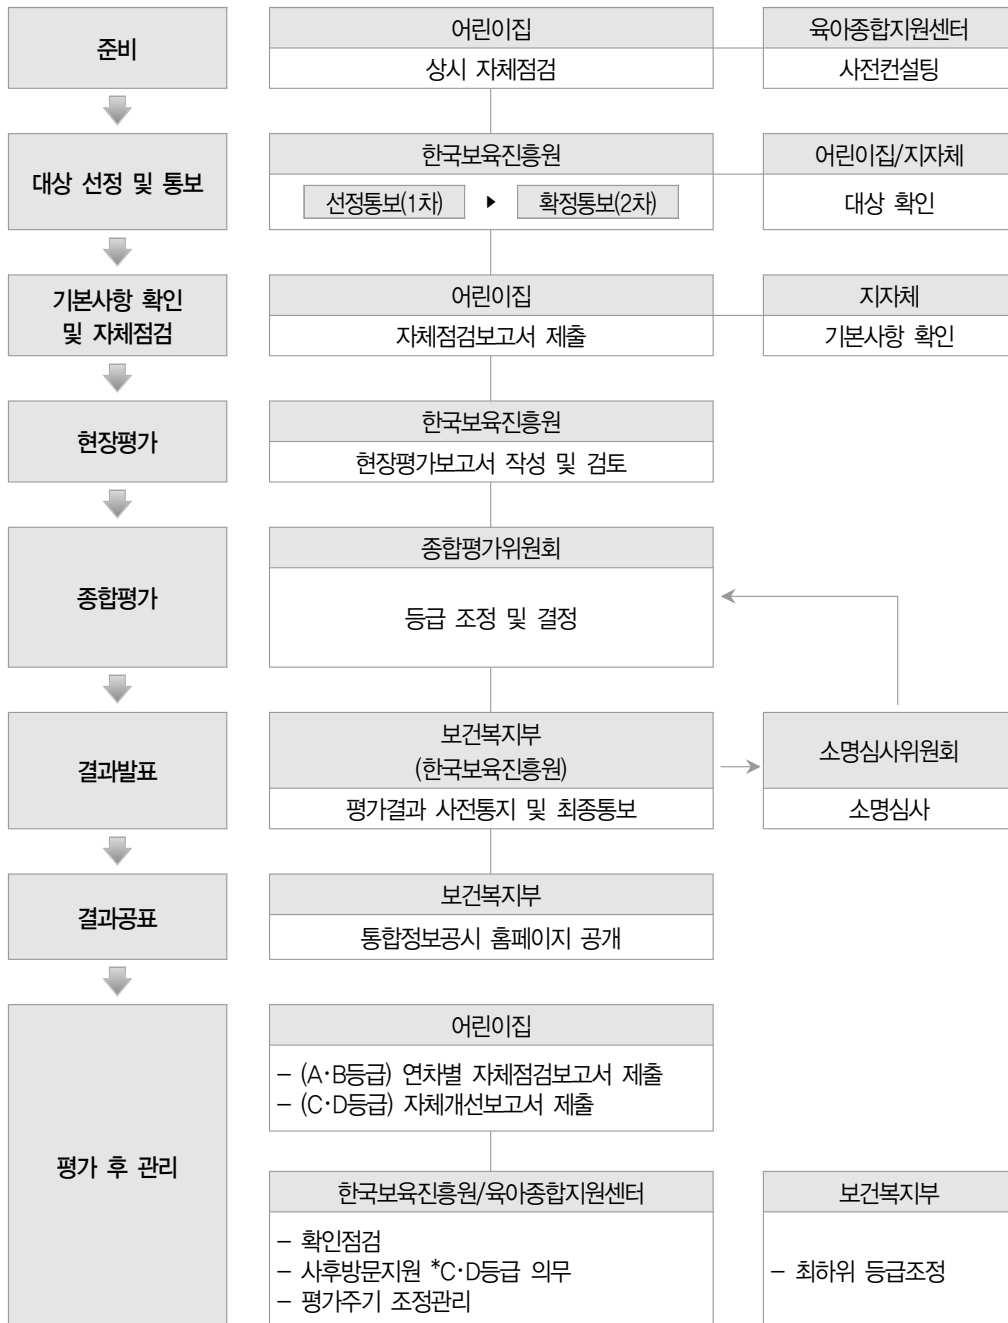 준비
어린이집
육아종합지원센터
상시 자체점검
사전컨설팅
대상 선정 및 통보
한국보육진흥원
어린이집/지자체
선정통보(1차) ▶ 확정통보(2차)
대상 확인
기본사항 확인
및 자체점검
어린이집
지자체
자체점검보고서 제출
기본사항 확인
현장평가
한국보육진흥원
현장평가보고서 작성 및 검토
종합평가
종합평가위원회
등급 조정 및 결정
결과발표
보건복지부
(한국보육진흥원)
소명심사위원회
평가결과 사전통지 및 최종통보
소명심사
결과공표
보건복지부
통합정보공시 홈페이지 공개
평가 후 관리
어린이집
– (A·B등급) 연차별 자체점검보고서 제출
– (C·D등급) 자체개선보고서 제출
한국보육진흥원/육아종합지원센터
보건복지부
– 확인점검
– 사후방문지원 *C·D등급 의무
– 평가주기 조정관리
– 최하위 등급조정